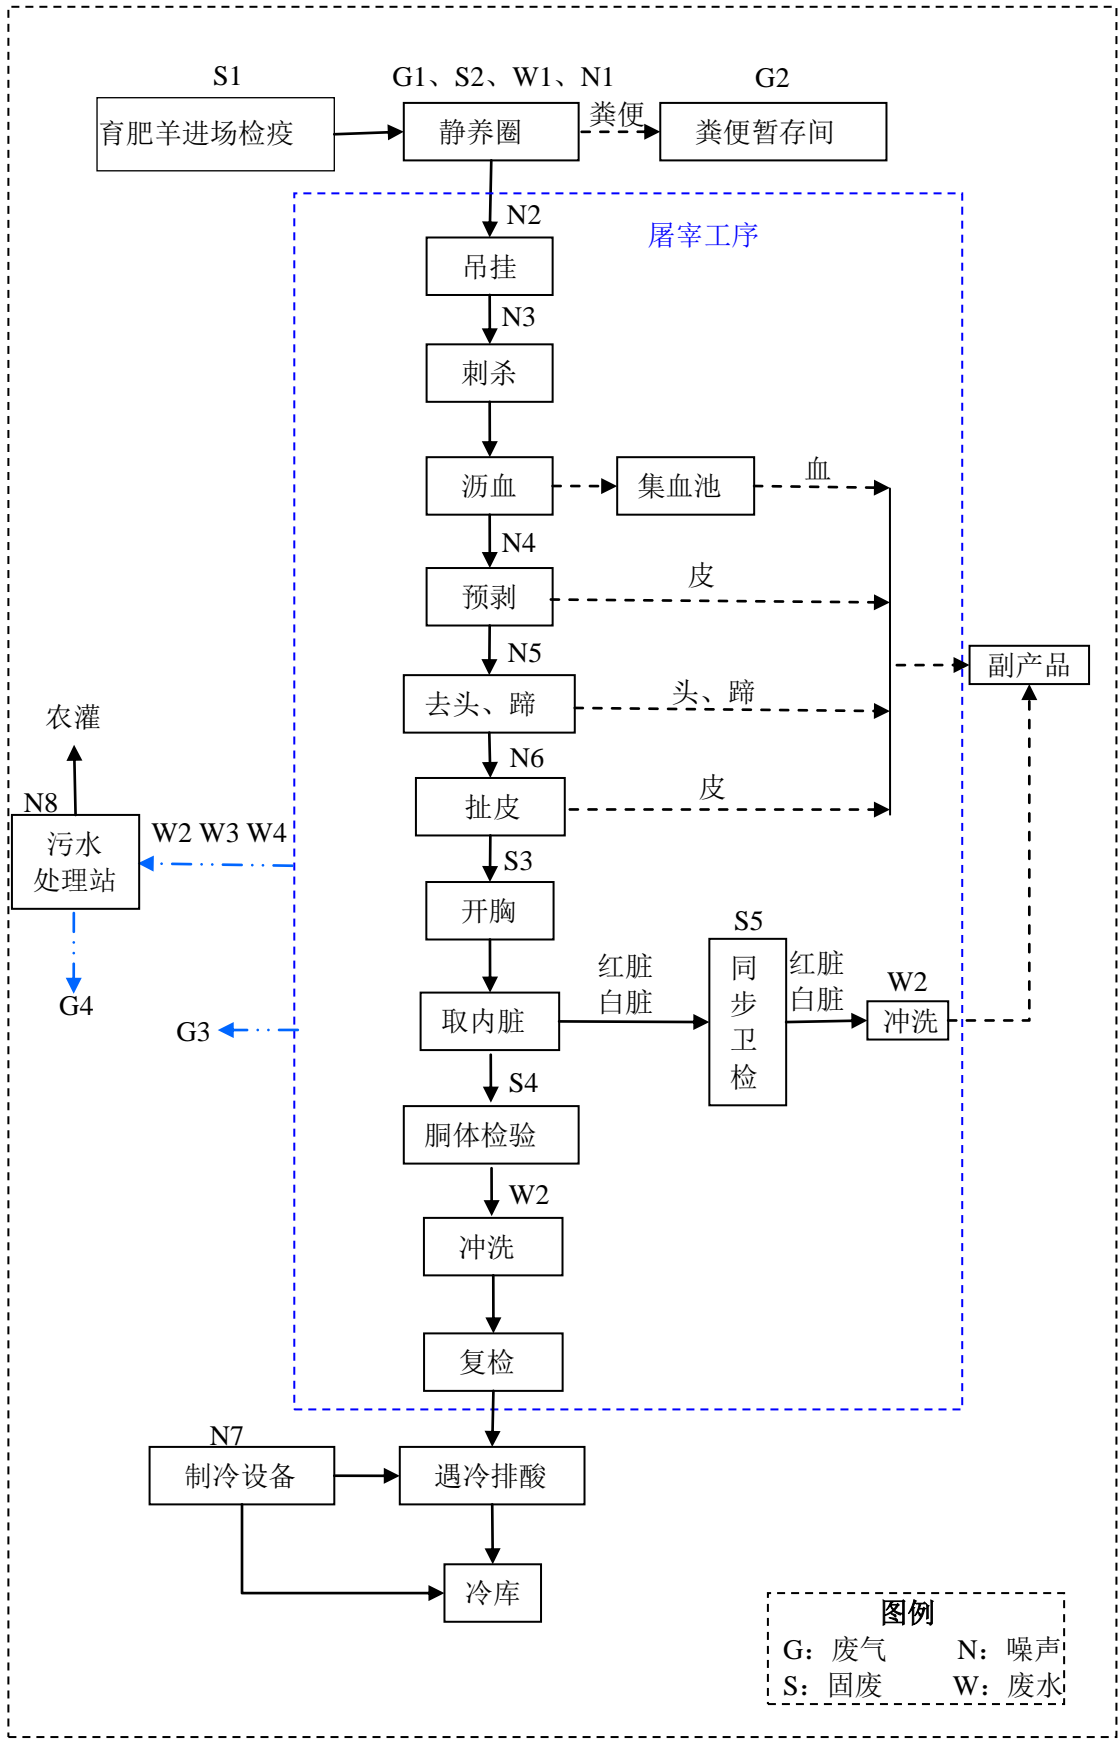 S1
G1、S2、W1、N1
G2
育肥羊进场检疫
静养圈
粪便
粪便暂存间
N2
屠宰工序
吊挂
N3
刺杀
沥血
集血池
血
N4
预剥
皮
N5
副产品
去头、蹄
头、蹄
农灌
N6
扯皮
皮
N8
污水
处理站
W2 W3 W4
S3
开胸
S5
G4
G3
取内脏
红脏
白脏
同
步
卫
检
红脏
白脏
W2
冲洗
S4
胴体检验
W2
冲洗
复检
N7
制冷设备
遇冷排酸
冷库
图例
G：废气 N：噪声
S：固废 W：废水